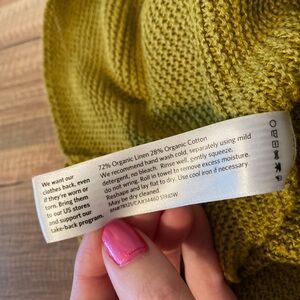 We want our
clothes back, even
if they're worn or
torn. Bring them
to our US stores
and support our
take-back program.
72% Organic Linen 28% Organic Cotton
We recommend hand wash cold, separately using mild
detergent, no bleach. Rinse well, gently squeeze,
do not wring. Roll in towel to remove excess moisture.
Reshape and lay flat to dry. Use cool iron if necessary.
May be dry cleaned.